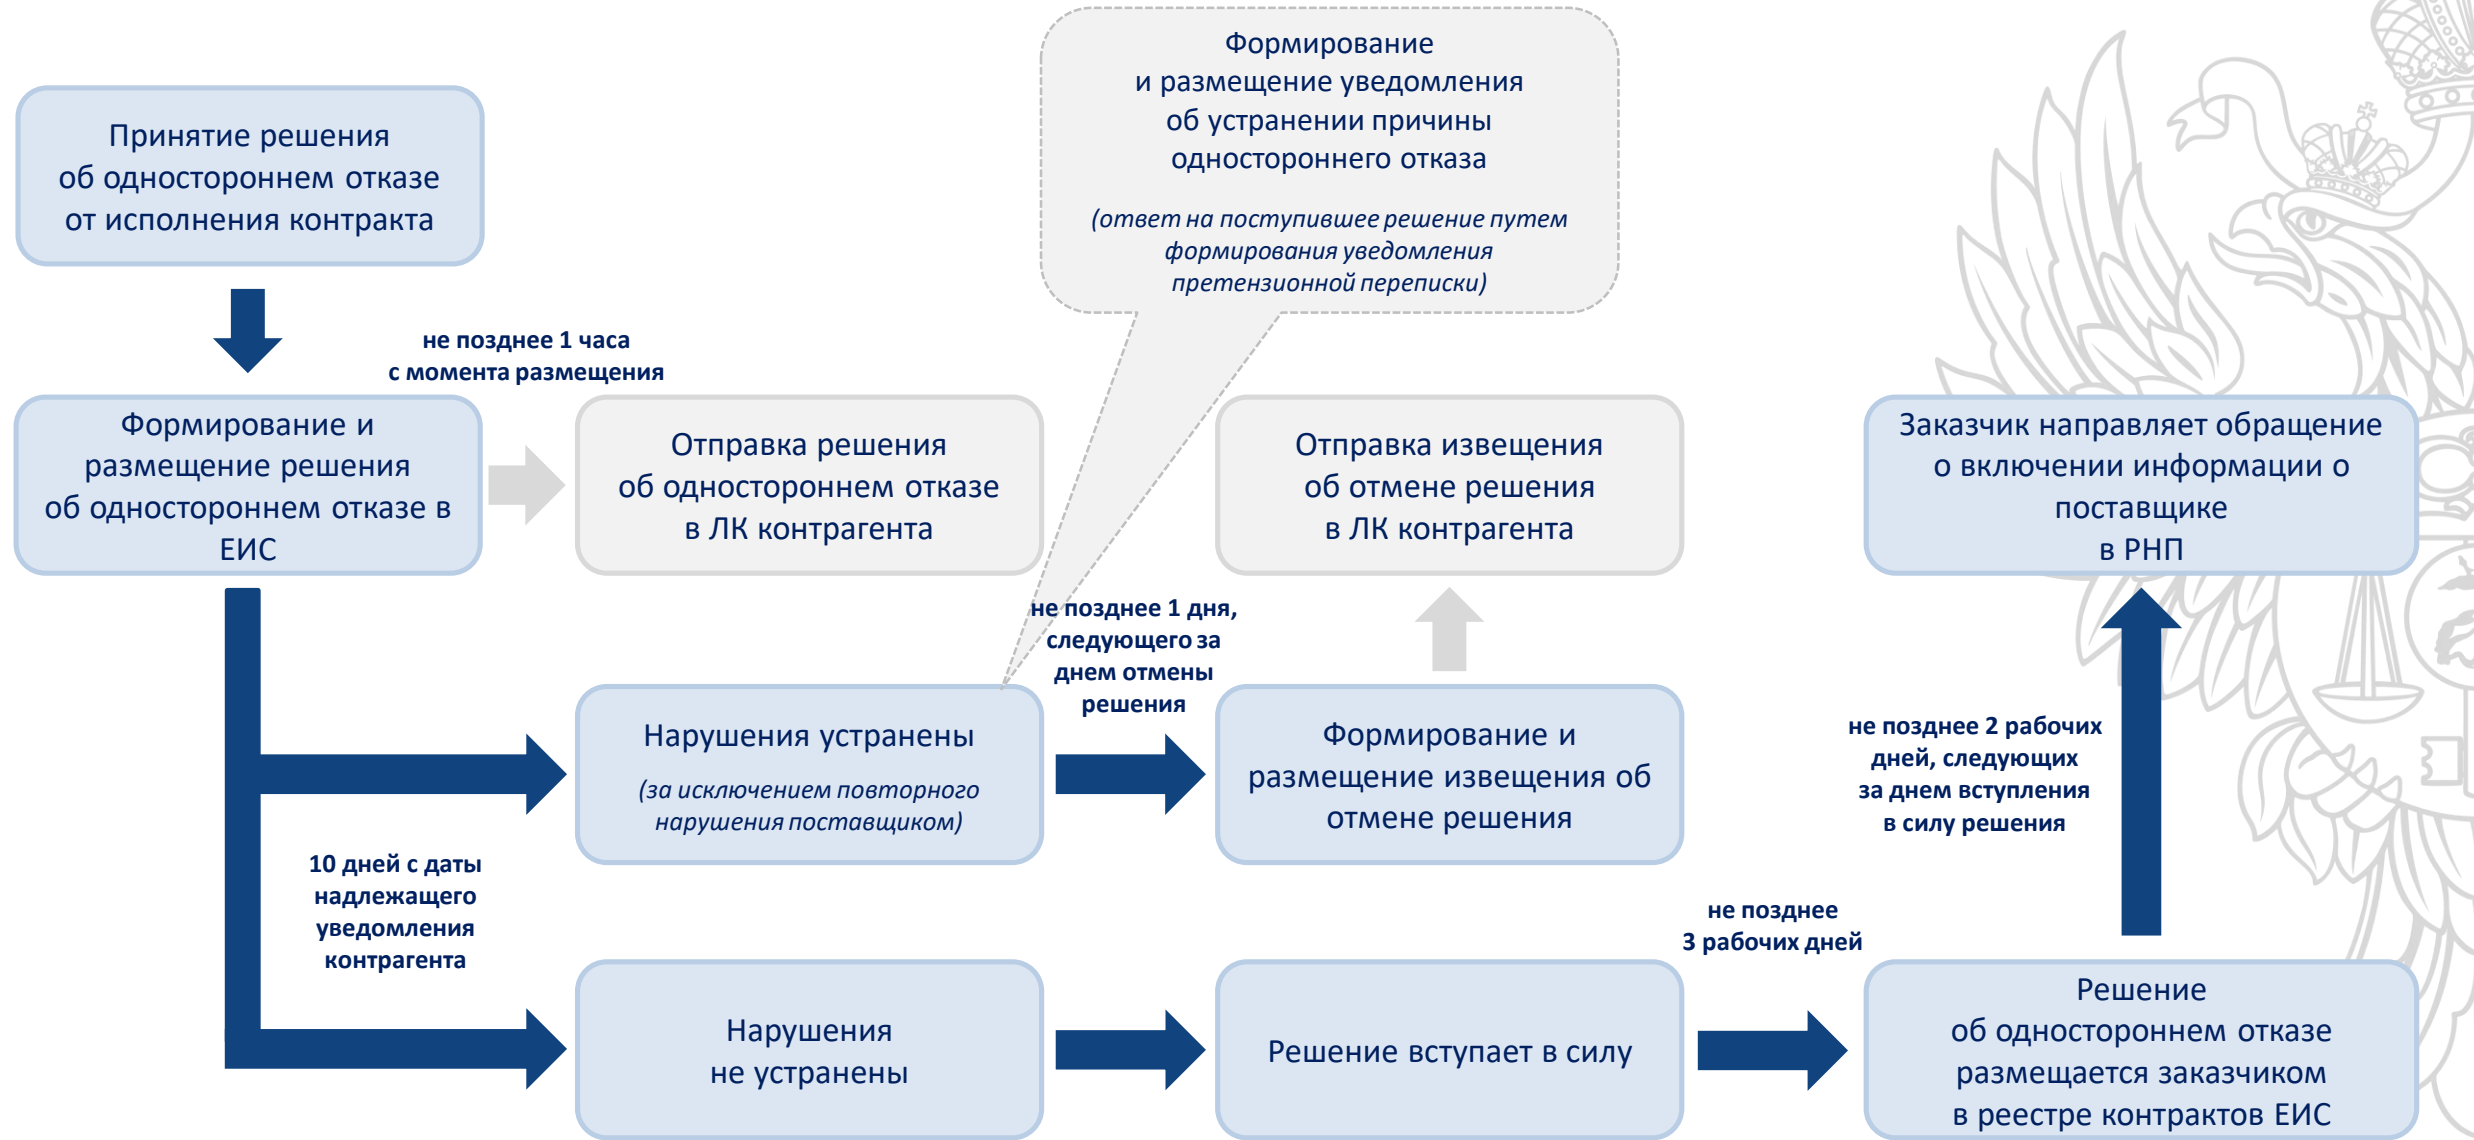 Формирование
и размещение уведомления
об устранении причины
одностороннего отказа
(ответ на поступившее решение путем
формирования уведомления
претензионной переписки)
Принятие решения
об одностороннем отказе
от исполнения контракта
не позднее 1 часа
с момента размещения
Формирование и
размещение решения
об одностороннем отказе в
ЕИС
Отправка решения
об одностороннем отказе
в ЛК контрагента
Отправка извещения
об отмене решения
в ЛК контрагента
Заказчик направляет обращение
о включении информации о
поставщике
в РНП
не позднее 1 дня,
следующего за
днем отмены
решения
Нарушения устранены
(за исключением повторного
нарушения поставщиком)
Формирование и
размещение извещения об
отмене решения
не позднее 2 рабочих
дней, следующих
за днем вступления
в силу решения
10 дней с даты
надлежащего
уведомления
контрагента
не позднее
3 рабочих дней
Нарушения
не устранены
Решение вступает в силу
Решение
об одностороннем отказе
размещается заказчиком
в реестре контрактов ЕИС